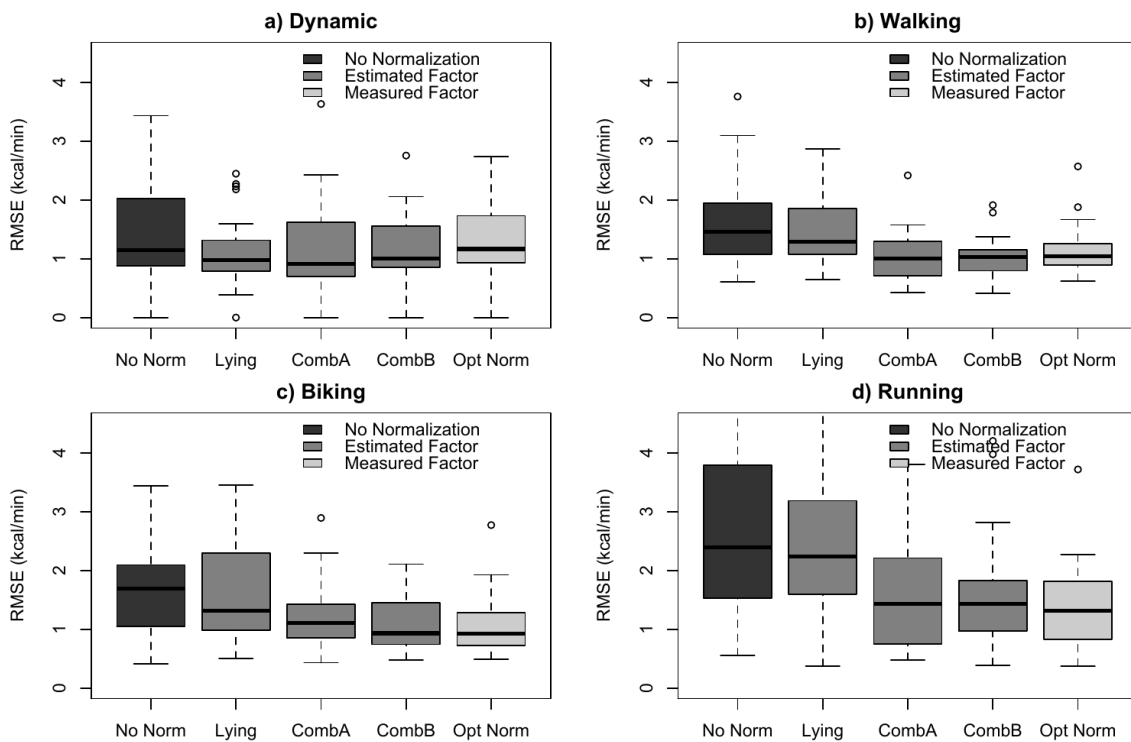 a) Dynamic
No Normalization
Estimated Factor
Measured Factor
RMSE (kcal/min)
4
3
2
1
0
No Norm Lying CombA CombB Opt Norm
b) Walking
No Normalization
Estimated Factor
Measured Factor
RMSE (kcal/min)
4
3
2
1
0
No Norm Lying CombA CombB Opt Norm
c) Biking
No Normalization
Estimated Factor
Measured Factor
RMSE (kcal/min)
4
3
2
1
0
No Norm Lying CombA CombB Opt Norm
d) Running
No Normalization
Estimated Factor
Measured Factor
RMSE (kcal/min)
4
3
2
1
0
No Norm Lying CombA CombB Opt Norm